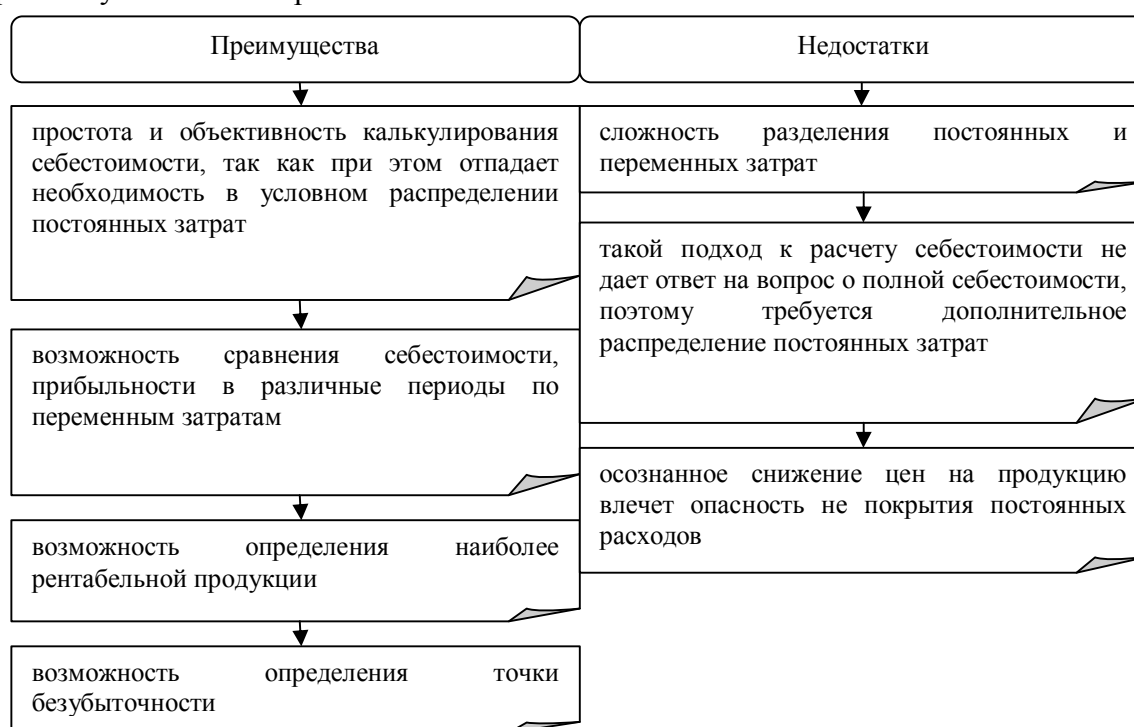 Преимущества
простота и объективность калькулирования
себестоимости, так как при этом отпадает
необходимость в условном распределении
постоянных затрат
возможность сравнения себестоимости,
прибыльности в различные периоды по
переменным затратам
возможность определения наиболее
рентабельной продукции
возможность определения точки
безубыточности
Недостатки
сложность разделения постоянных и
переменных затрат
такой подход к расчету себестоимости не
дает ответ на вопрос о полной себестоимости,
поэтому требуется дополнительное
распределение постоянных затрат
осознанное снижение цен на продукцию
влечет опасность не покрытия постоянных
расходов